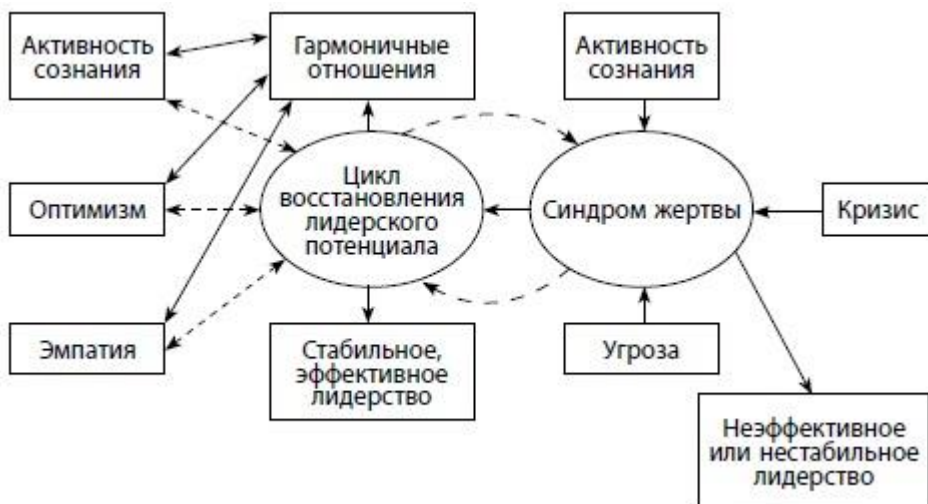 Активность
сознания
Гармоничные
отношения
Активность
сознания
Оптимизм
Цикл
восстановления
лидерского
потенциала
Синдром жертвы
Кризис
Эмпатия
Стабильное,
эффективное
лидерство
Угроза
Неэффективное
или нестабильное
лидерство